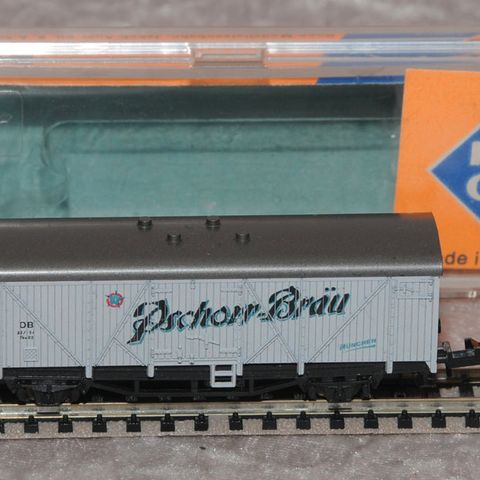 Pschorr-Bräu
MÜNCHEN
DB
de i